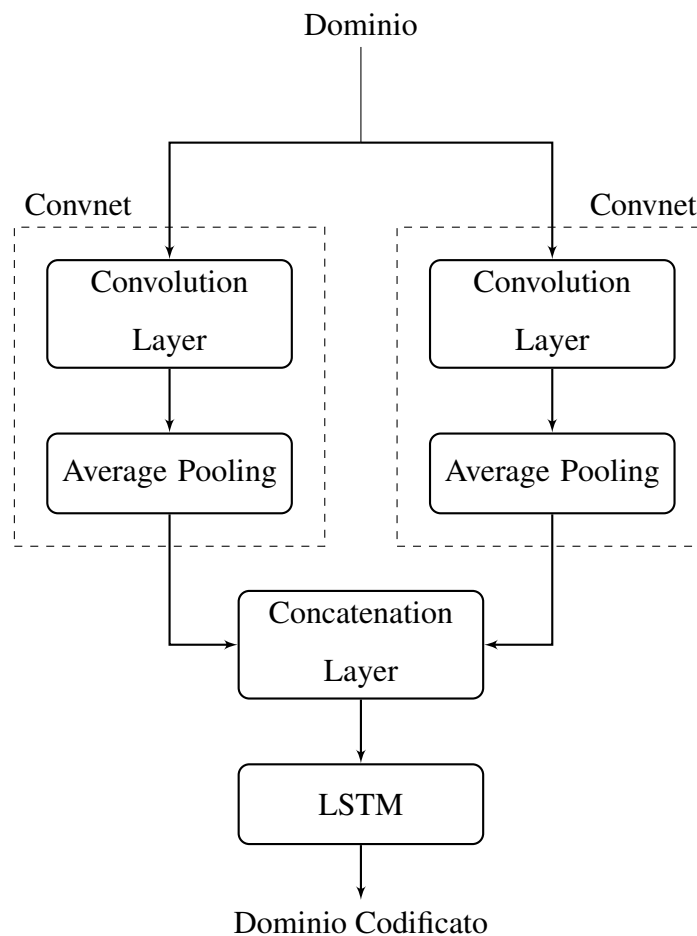 Dominio
Convnet
Convnet
Convolution
Layer
Convolution
Layer
Average Pooling
Average Pooling
Concatenation
Layer
LSTM
Dominio Codificato